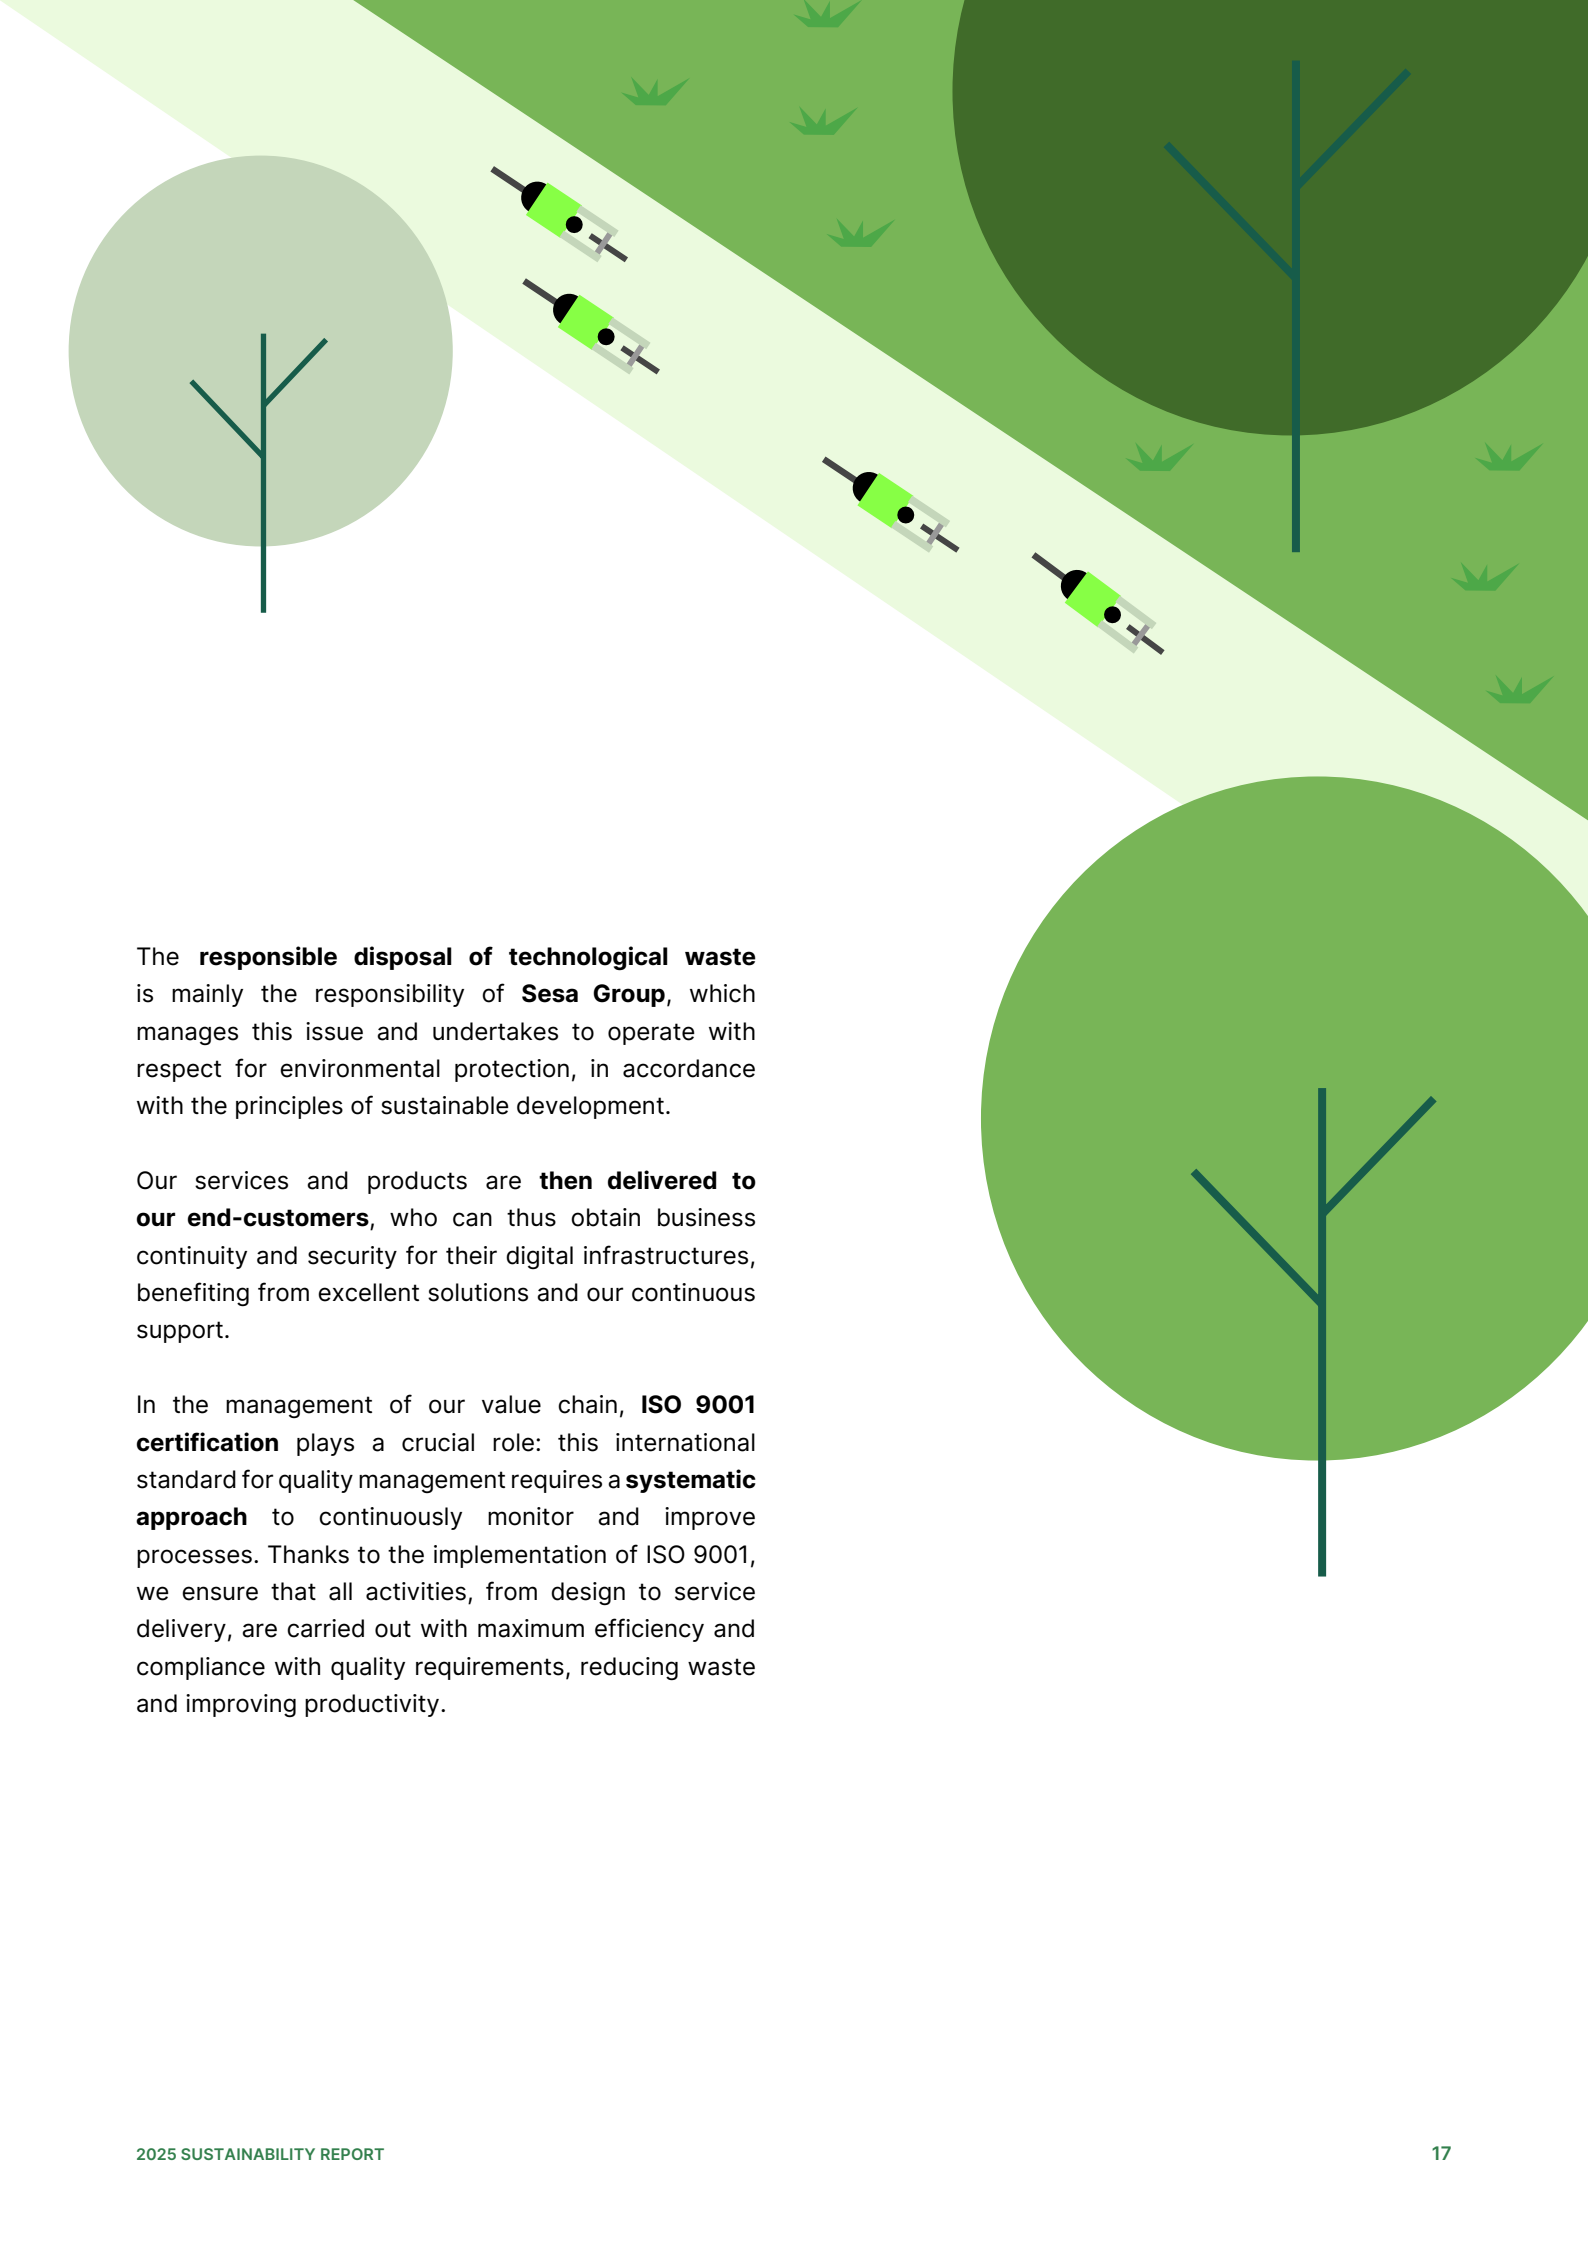 The responsible disposal of technological waste
is mainly the responsibility of Sesa Group, which
manages this issue and undertakes to operate with
respect for environmental protection, in accordance
with the principles of sustainable development.
Our services and products are then delivered to
our end-customers, who can thus obtain business
continuity and security for their digital infrastructures,
benefiting from excellent solutions and our continuous
support.
In the management of our value chain, ISO 9001
certification plays a crucial role: this international
standard for quality management requires a systematic
approach to continuously monitor and improve
processes. Thanks to the implementation of ISO 9001,
we ensure that all activities, from design to service
delivery, are carried out with maximum efficiency and
compliance with quality requirements, reducing waste
and improving productivity.
2025 SUSTAINABILITY REPORT
17